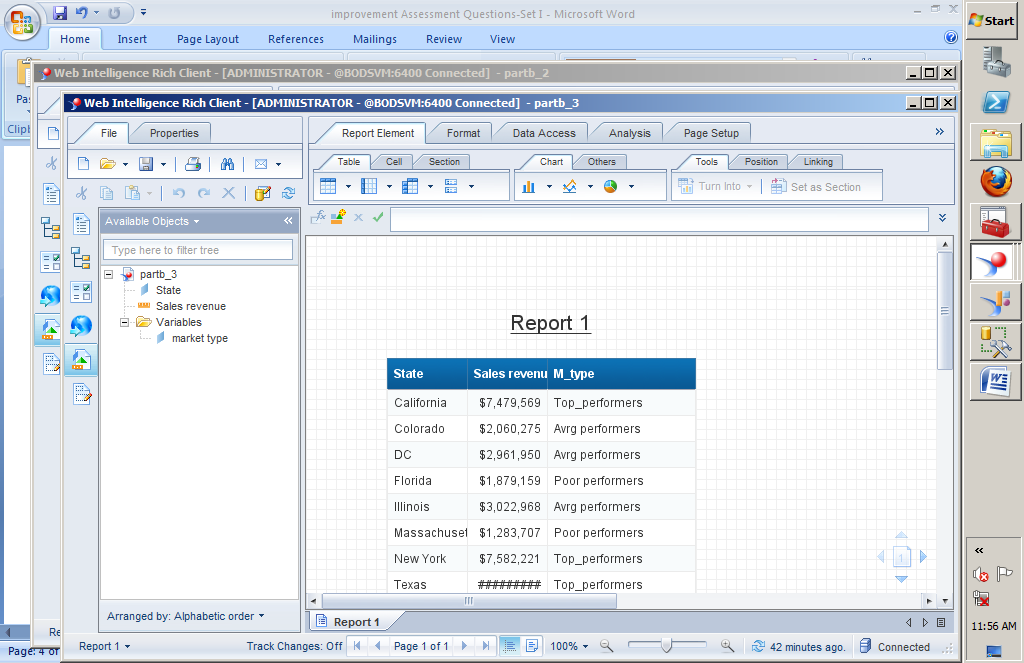 improvement Assessment Questions-Set I - Microsoft Word
Start
Home Insert Page Layout References Mailings Review View
Web Intelligence Rich Client - [ADMINISTRATOR - @BODSVM:6400 Connected] - partb_2
Pas
Clipb
Web Intelligence Rich Client - [ADMINISTRATOR - @BODSVM:6400 Connected] - partb_3
File Properties
Report Element Format Data Access Analysis Page Setup »
Table Cell Section Chart Others Tools Position Linking
Turn Into Set as Section
Available Objects «
Type here to filter tree
partb_3
State
Sales revenue
Variables
market type
Report 1
State Sales revenu M_type
California $7,479,569 Top_performers
Colorado $2,060,275 Avrg performers
DC $2,961,950 Avrg performers
Florida $1,879,159 Poor performers
Illinois $3,022,968 Avrg performers
Massachuset $1,283,707 Poor performers
New York $7,582,221 Top_performers
Texas ######### Top_performers
1
«
Arranged by: Alphabetic order
Report 1
11:56 AM
Re
Report 1 Track Changes: Off Page 1 of 1 100% 42 minutes ago. Connected
Page: 4 of